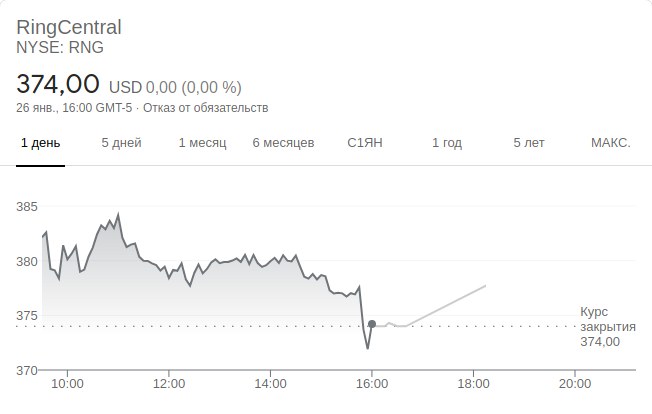 RingCentral
NYSE: RNG
374,00 USD 0,00 (0,00 %)
26 янв., 16:00 GMT-5 · Отказ от обязательств
1 день 5 дней 1 месяц 6 месяцев С1ЯН 1 год 5 лет МАКС.
385
380
375
370
Курс
закрытия
374,00
10:00 12:00 14:00 16:00 18:00 20:00